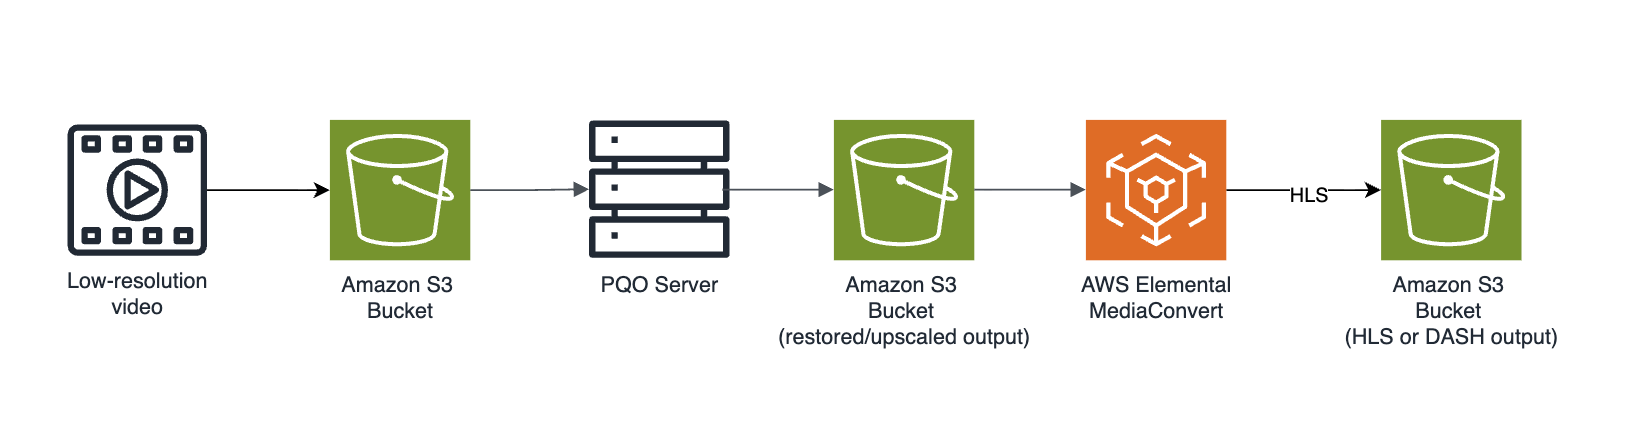 Low-resolution
video
Amazon S3
Bucket
PQO Server
Amazon S3
Bucket
(restored/upscaled output)
AWS Elemental
MediaConvert
HLS
Amazon S3
Bucket
(HLS or DASH output)